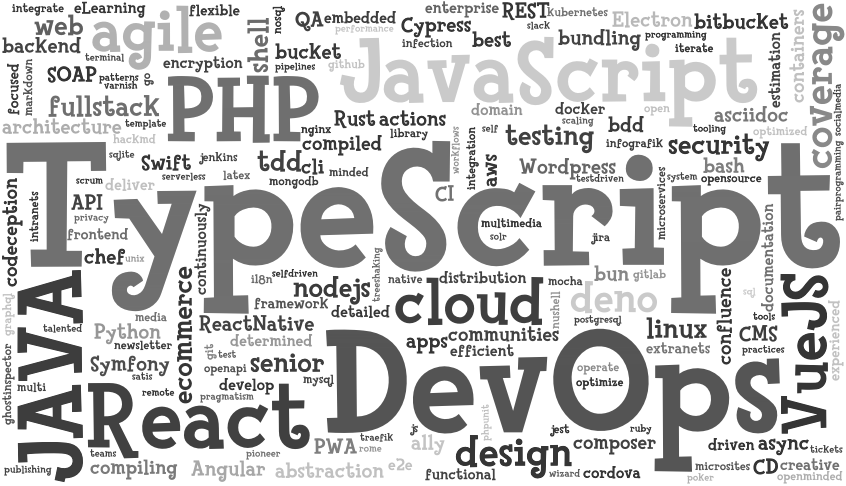 integrate
eLearning
flexible
nosql
QA
embedded
enterprise
REST
kubernetes
Electron
bitbucket
containers
coverage
web
agile
shell
performance
Cypress
slack
programming
backend
terminal
bucket
infection
best
bundling
iterate
estimation
JavaScript
focused
markdown
SOAP
patterns
varnish
go
encryption
pipelines
github
fullstack
PHP
domain
docker
scaling
open
asciidoc
socialmedia
architecture
template
hackmd
nginx
Rust
actions
library
compiled
workflows
self
integration
testing
bdd
infografik
tooling
optimized
security
sqlite
Swift
jenkins
tdd
cli
minded
aws
Wordpress
bash
TypeScript
scrum
deliver
serverless
latex
mongodb
CI
testdriven
microservices
system
opensource
pairprogramming
codeception
intranets
API
privacy
frontend
continuously
multimedia
solr
jira
documentation
chef
unix
ecommerce
il8n
selfdriven
treeshaking
native
distribution
mocha
bun
gitlab
confluence
sql
JAVA
graphql
nodejs
cloud
nushell
deno
VueJS
experienced
framework
media
talented
Python
ReactNative
detailed
postgresql
linux
tools
CMS
newsletter
determined
apps
communities
efficient
extranets
practices
ghostinspector
Symfony
satis
git
test
openapi
senior
DevOps
operate
optimize
multi
React
remote
develop
pragmatism
mysql
phpunit
js
jest
ruby
teams
pioneer
PWA
traefik
rome
ally
design
composer
driven
async
tickets
publishing
compiling
Angular
abstraction
e2e
functional
wizard
cordova
microsites
poker
CD
creative
openminded